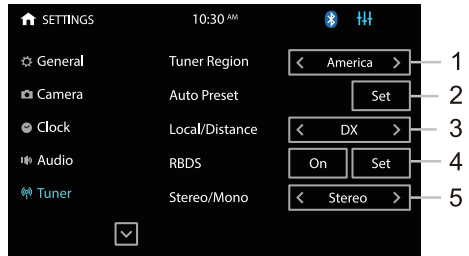 SETTINGS 10:30 AM
General Tuner Region < America > 1
Camera Auto Preset Set 2
Clock Local/Distance < DX > 3
Audio RBDS On Set 4
Tuner Stereo/Mono < Stereo > 5